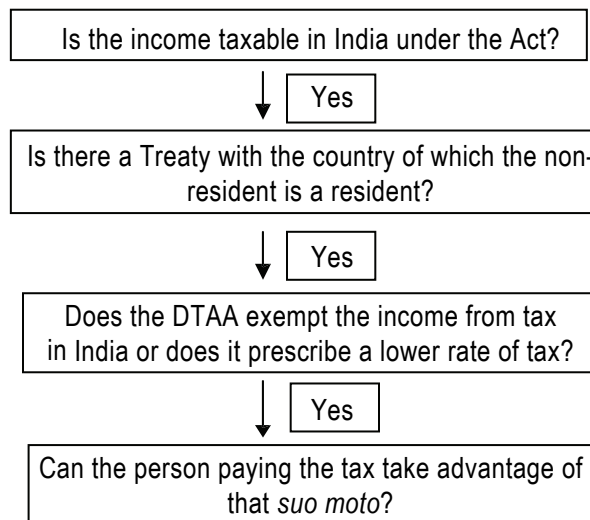 Is the income taxable in India under the Act?
Yes
Is there a Treaty with the country of which the non-
resident is a resident?
Yes
Does the DTAA exempt the income from tax
in India or does it prescribe a lower rate of tax?
Yes
Can the person paying the tax take advantage of
that suo moto?